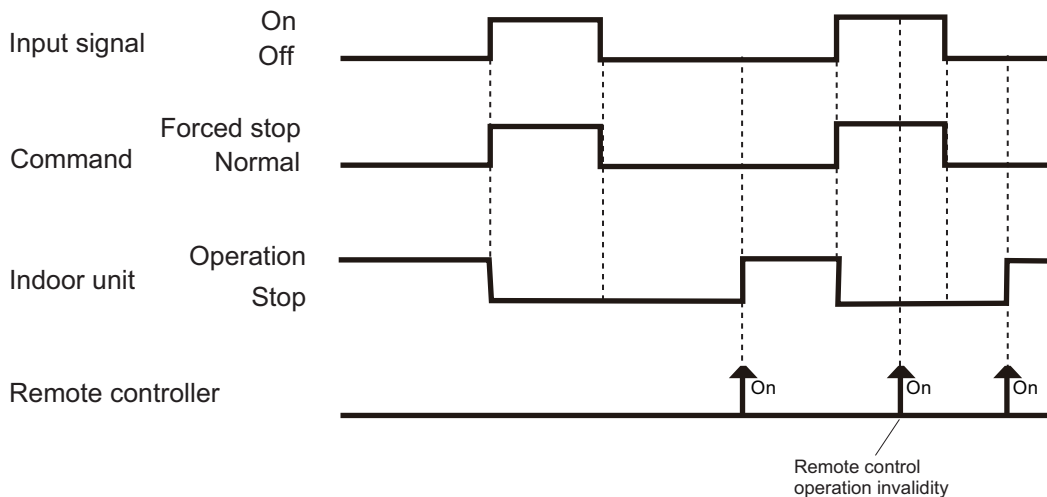 On
Input signal
Off
Forced stop
Command
Normal
Operation
Indoor unit
Stop
Remote controller
On
On
On
Remote control
operation invalidity